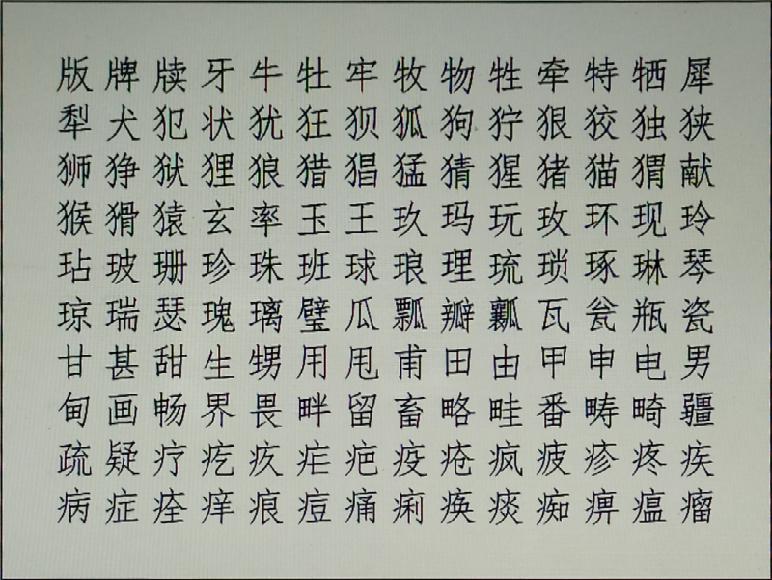 版牌牍牙牛牡牢牧物牲牵特牺犀
犁犬犯状犹狂狈狐狗狞狠狡独狭
狮狰狱狸狼猎猖猛猜猩猪猫猬献
猴猾猿玄率玉王玖玛玩玫环现玲
玷玻珊珍珠班球琅理琉琐琢琳琴
琼瑞瑟瑰璃璧瓜瓢瓣瓤瓦瓮瓶瓷
甘甚甜生甥用甩甫田由甲申电男
甸画畅界畏畔留畜略畦番畴畸疆
疏疑疗疙疚疟疤疫疮疯疲疹疼疾
病症痊痒痕痘痛痢痪痰痴痹瘟瘤